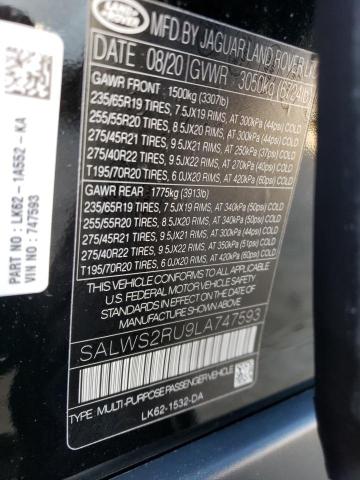 LAND
ROVER
MFD BY JAGUAR LAND ROVER LTD
DATE 08/20 GVWR 3050kg (6724lb)
GAWR FRONT 1500kg (3307lb)
235/65R19 TIRES, 7.5JX19 RIMS, AT 300kPa (44psi) COLD
255/55R20 TIRES, 8.5JX20 RIMS, AT 300kPa (44psi) COLD
275/45R21 TIRES, 9.5JX21 RIMS, AT 250kPa (37psi) COLD
275/40R22 TIRES, 9.5JX22 RIMS, AT 270kPa (40psi) COLD
T195/70R20 TIRES, 6.0JX20 RIMS, AT 420kPa (60psi) COLD
GAWR REAR 1775kg (3913lb)
235/65R19 TIRES, 7.5JX19 RIMS, AT 340kPa (50psi) COLD
255/55R20 TIRES, 8.5JX20 RIMS, AT 340kPa (50psi) COLD
275/45R21 TIRES, 9.5JX21 RIMS, AT 300kPa (44psi) COLD
275/40R22 TIRES, 9.5JX22 RIMS, AT 350kPa (51psi) COLD
T195/70R20 TIRES, 6.0JX20 RIMS, AT 420kPa (60psi) COLD
THIS VEHICLE CONFORMS TO ALL APPLICABLE
U.S. FEDERAL MOTOR VEHICLE SAFETY AND
BUMPER STANDARDS IN EFFECT ON THE DATE
OF MANUFACTURE SHOWN ABOVE.
SALWS2RU9LA747593
TYPE: MULTI-PURPOSE PASSENGER VEHICLE
LK62-1532-DA
PART NO : LK62 - 1A552 - KA
VIN NO : 747593